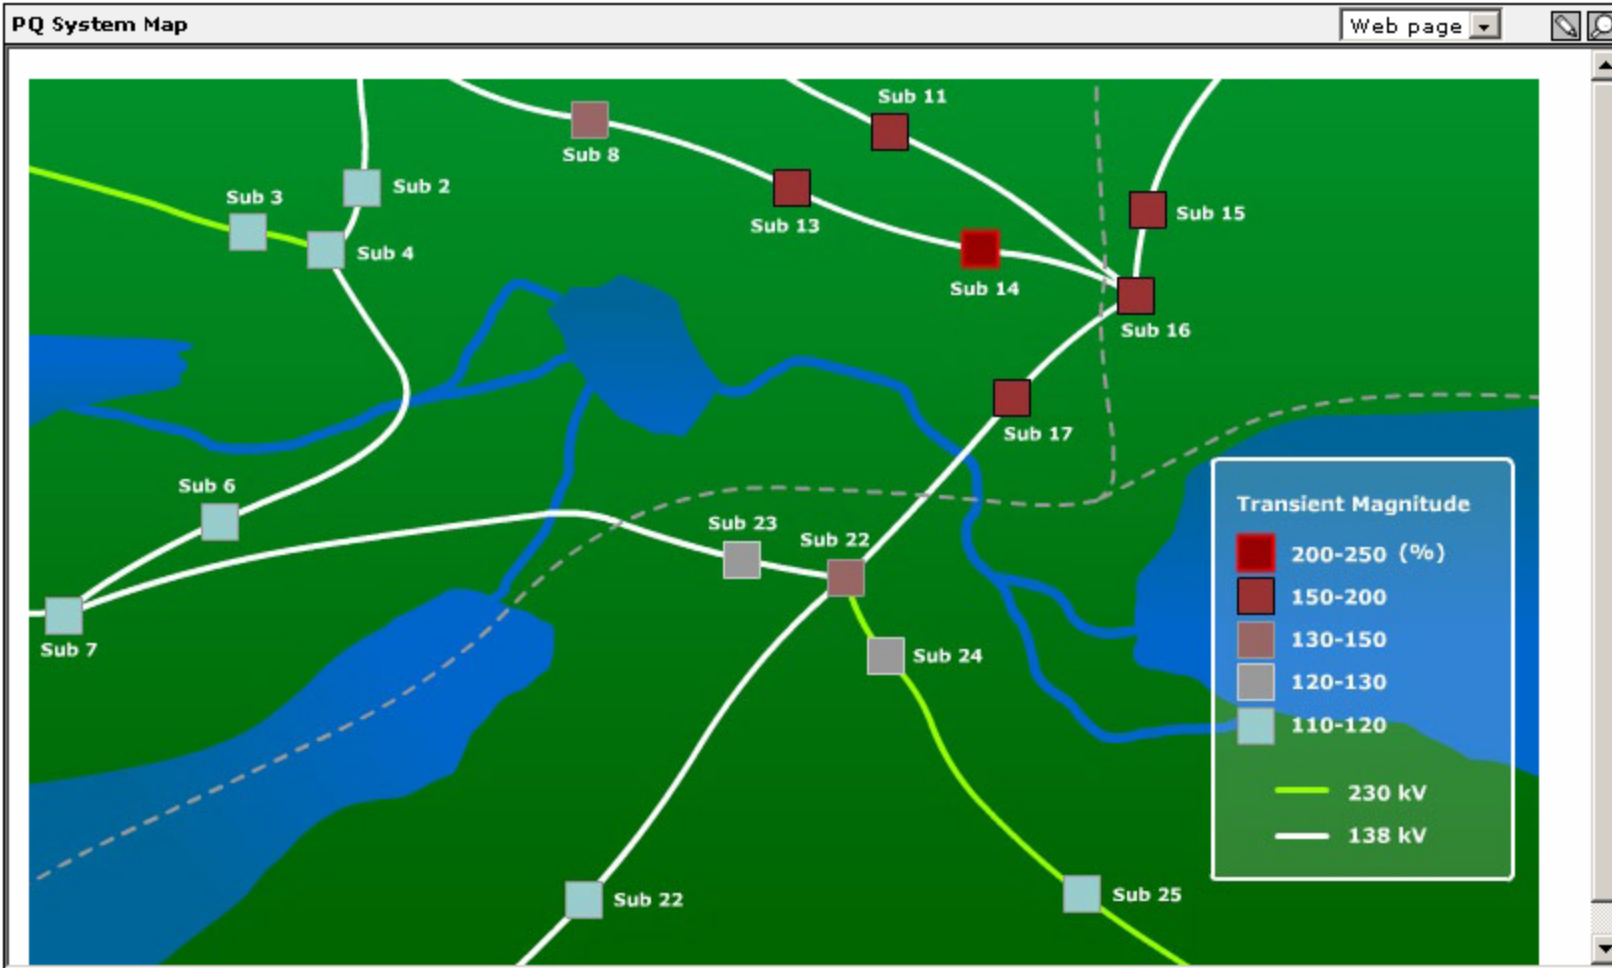 PQ System Map
Web page
Sub 11
Sub 8
Sub 2
Sub 3
Sub 15
Sub 13
Sub 4
Sub 14
Sub 16
Sub 17
Sub 6
Sub 23
Sub 22
Sub 7
Sub 24
Sub 22
Sub 25
Transient Magnitude
200-250 (%)
150-200
130-150
120-130
110-120
230 kV
138 kV